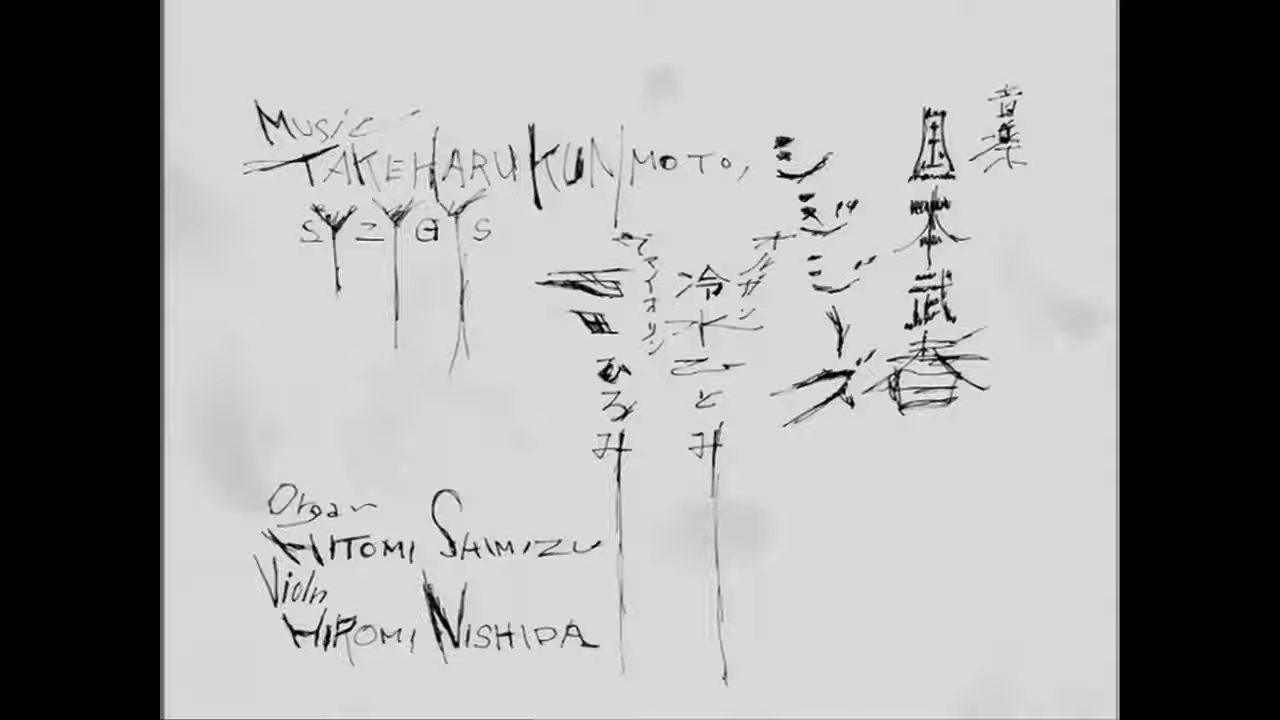 Music
TAKEHARU KUNIMOTO,
SYZYGYS
音楽
国本武春
シジジーズ
オルガン
冷水ひとみ
ヴァイオリン
西田ひろみ
Organ
HITOMI SHIMIZU
Violin
HIROMI NISHIDA